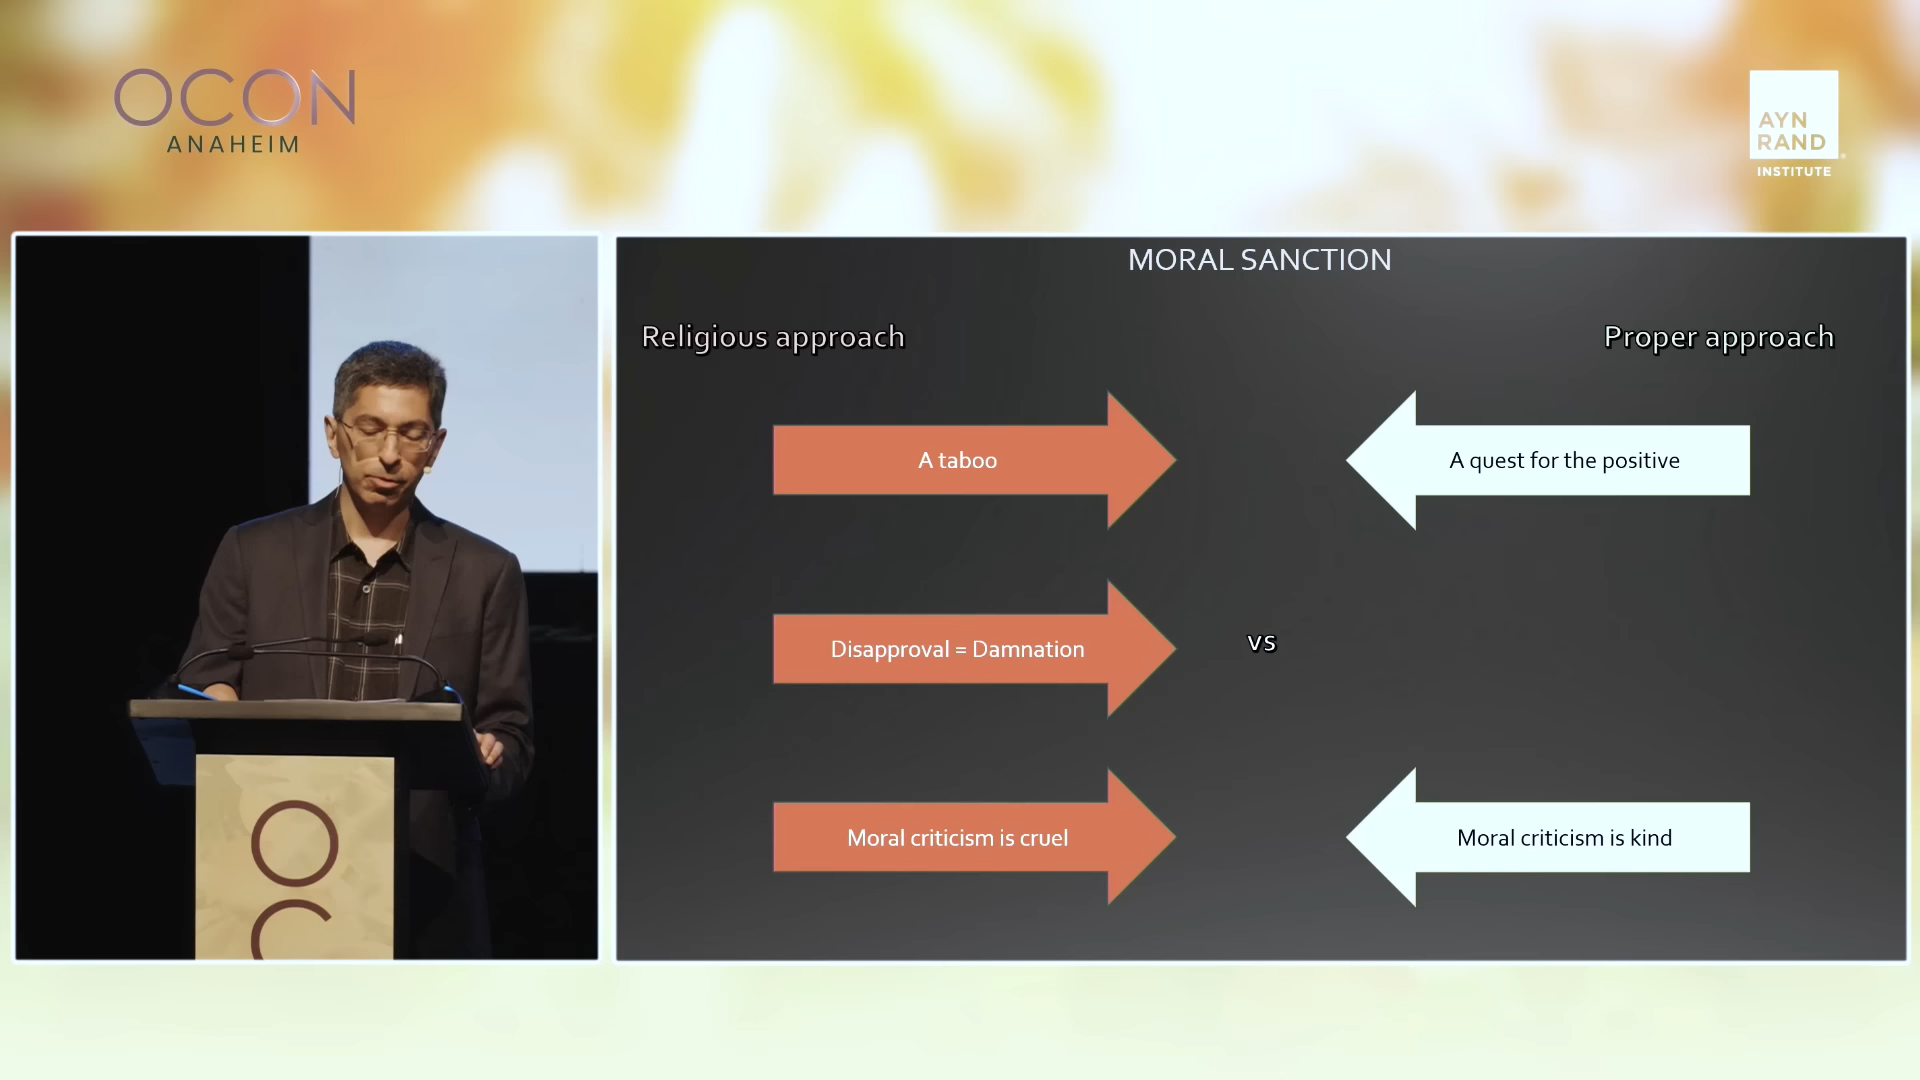 OCON
ANAHEIM
AYN
RAND
INSTITUTE
MORAL SANCTION
Religious approach
Proper approach
A taboo
A quest for the positive
Disapproval = Damnation
vs
Moral criticism is cruel
Moral criticism is kind
O
C